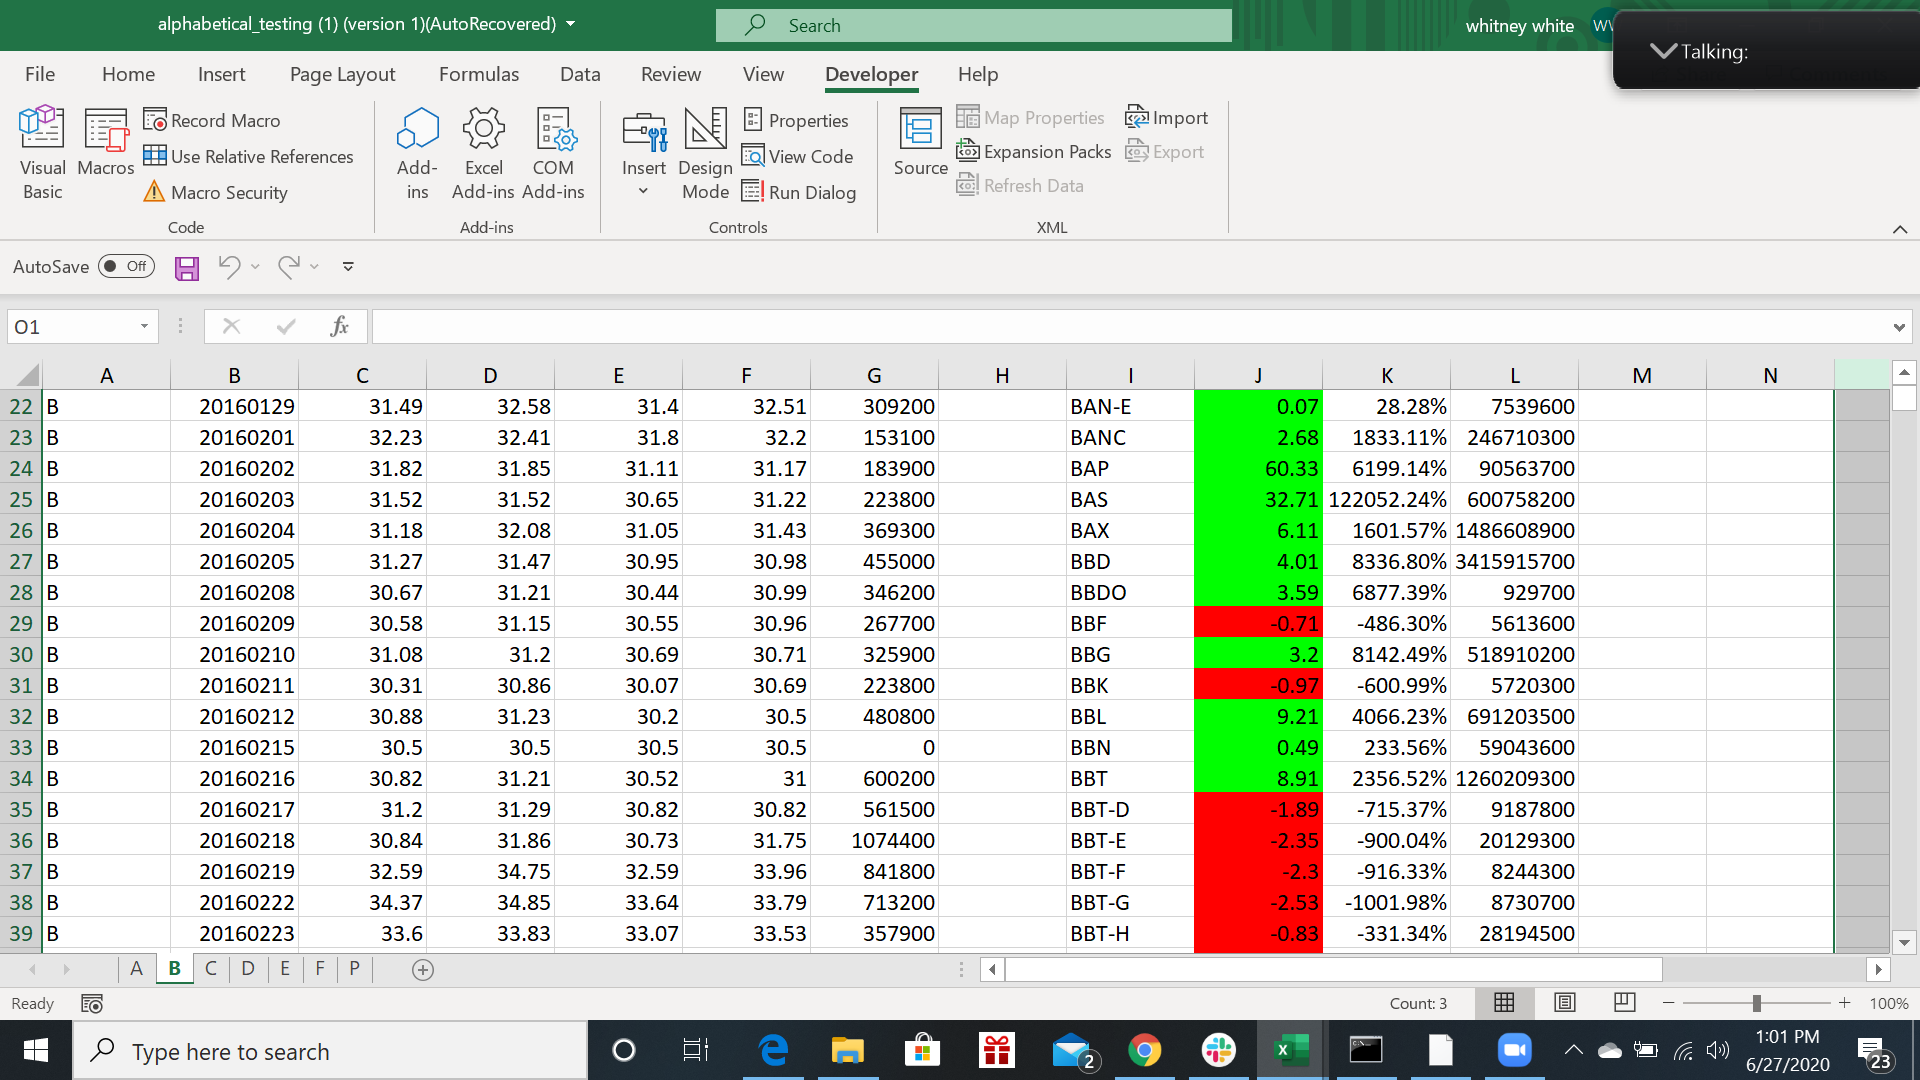 alphabetical_testing (1) (version 1)(AutoRecovered)
Search
whitney white
Talking:
File Home Insert Page Layout Formulas Data Review View Developer Help
Visual Basic
Macros
Record Macro
Use Relative References
Macro Security
Code
Add-ins
Excel Add-ins
COM Add-ins
Add-ins
Insert
Design Mode
Properties
View Code
Run Dialog
Controls
Source
Map Properties
Expansion Packs
Refresh Data
Import
Export
XML
AutoSave Off
O1
fx
A B C D E F G H I J K L M N
22 B 20160129 31.49 32.58 31.4 32.51 309200 BAN-E 0.07 28.28% 7539600
23 B 20160201 32.23 32.41 31.8 32.2 153100 BANC 2.68 1833.11% 246710300
24 B 20160202 31.82 31.85 31.11 31.17 183900 BAP 60.33 6199.14% 90563700
25 B 20160203 31.52 31.52 30.65 31.22 223800 BAS 32.71 122052.24% 600758200
26 B 20160204 31.18 32.08 31.05 31.43 369300 BAX 6.11 1601.57% 1486608900
27 B 20160205 31.27 31.47 30.95 30.98 455000 BBD 4.01 8336.80% 3415915700
28 B 20160208 30.67 31.21 30.44 30.99 346200 BBDO 3.59 6877.39% 929700
29 B 20160209 30.58 31.15 30.55 30.96 267700 BBF -0.71 -486.30% 5613600
30 B 20160210 31.08 31.2 30.69 30.71 325900 BBG 3.2 8142.49% 518910200
31 B 20160211 30.31 30.86 30.07 30.69 223800 BBK -0.97 -600.99% 5720300
32 B 20160212 30.88 31.23 30.2 30.5 480800 BBL 9.21 4066.23% 691203500
33 B 20160215 30.5 30.5 30.5 30.5 0 BBN 0.49 233.56% 59043600
34 B 20160216 30.82 31.21 30.52 31 600200 BBT 8.91 2356.52% 1260209300
35 B 20160217 31.2 31.29 30.82 30.82 561500 BBT-D -1.89 -715.37% 9187800
36 B 20160218 30.84 31.86 30.73 31.75 1074400 BBT-E -2.35 -900.04% 20129300
37 B 20160219 32.59 34.75 32.59 33.96 841800 BBT-F -2.3 -916.33% 8244300
38 B 20160222 34.37 34.85 33.64 33.79 713200 BBT-G -2.53 -1001.98% 8730700
39 B 20160223 33.6 33.83 33.07 33.53 357900 BBT-H -0.83 -331.34% 28194500
A B C D E F P
Ready
Count: 3
100%
Type here to search
2
1:01 PM
6/27/2020
23